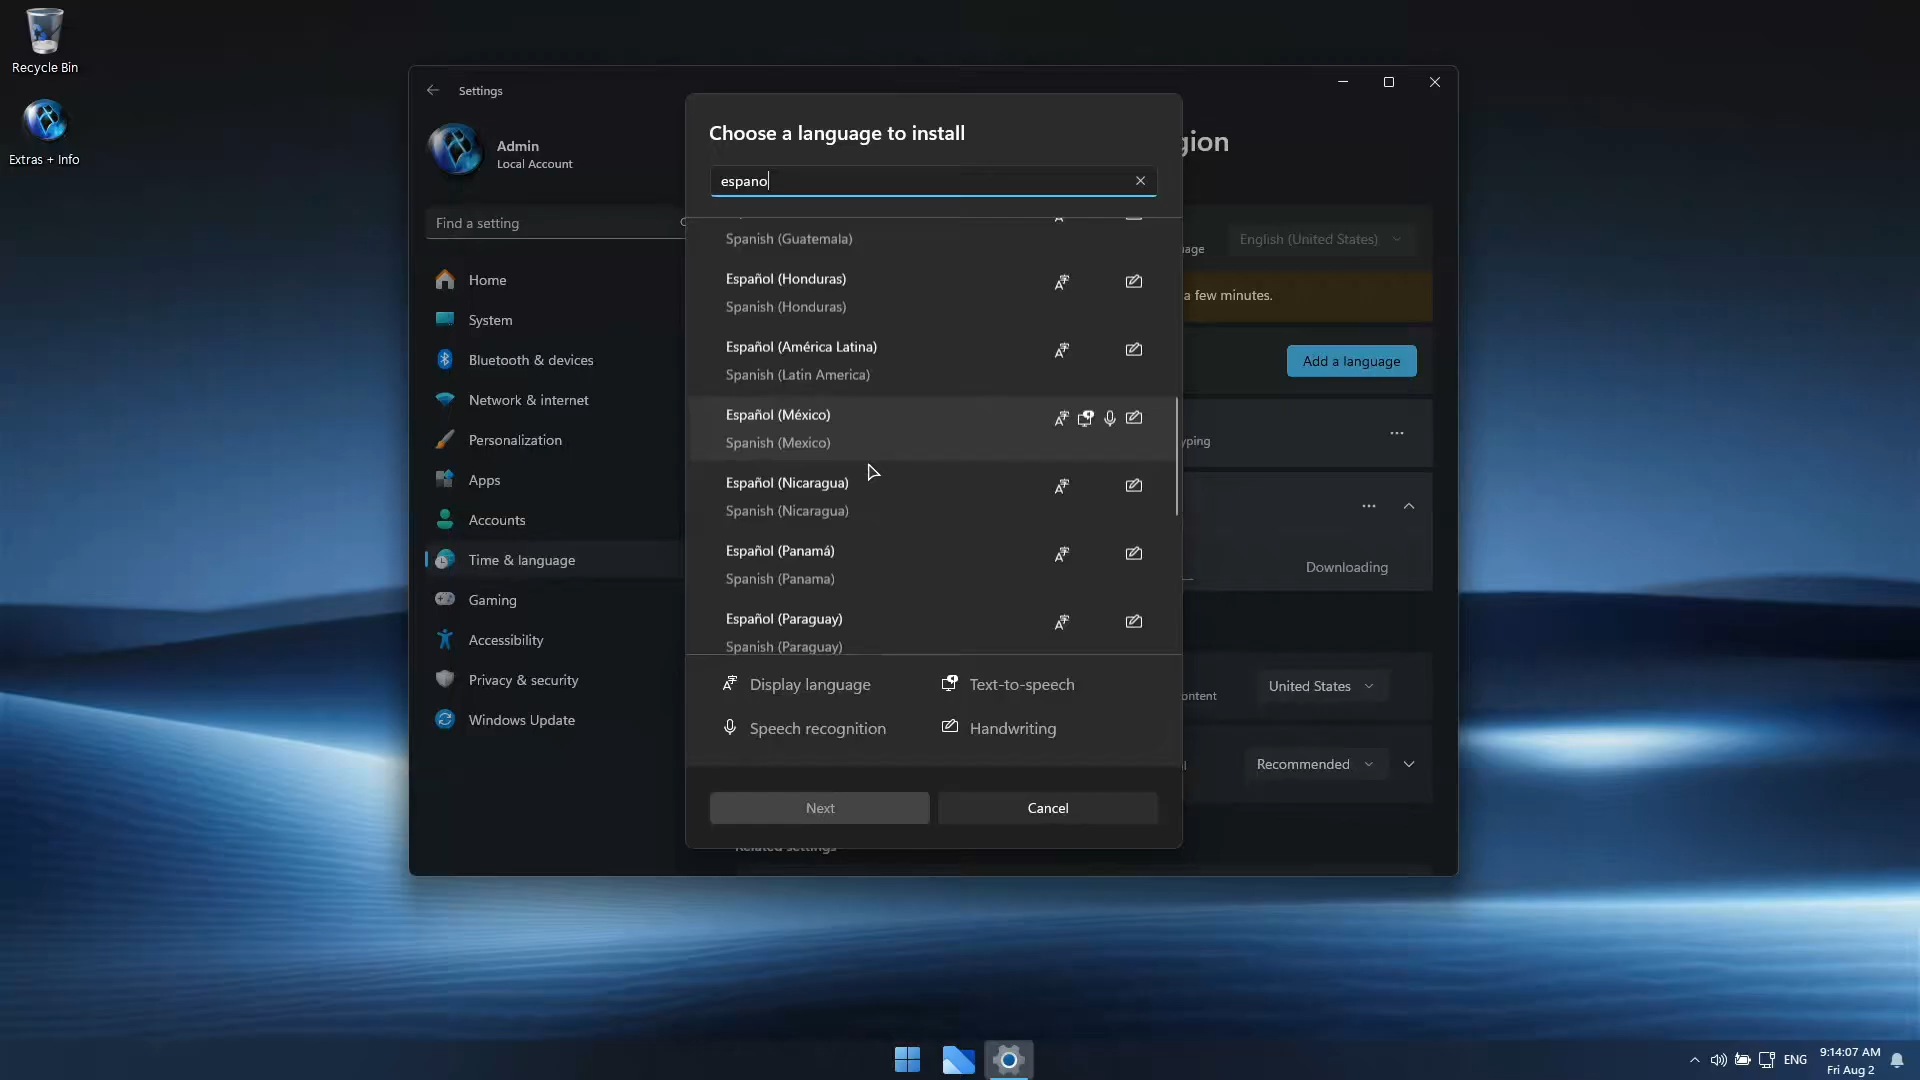 Recycle Bin
Extras + Info
Settings
Admin
Local Account
Find a setting
Home
System
Bluetooth & devices
Network & internet
Personalization
Apps
Accounts
Time & language
Gaming
Accessibility
Privacy & security
Windows Update
Choose a language to install
espano
Spanish (Guatemala)
Español (Honduras)
Spanish (Honduras)
Español (América Latina)
Spanish (Latin America)
Español (México)
Spanish (Mexico)
Español (Nicaragua)
Spanish (Nicaragua)
Español (Panamá)
Spanish (Panama)
Español (Paraguay)
Spanish (Paraguay)
Display language
Text-to-speech
Speech recognition
Handwriting
Next
Cancel
gion
uage
English (United States)
a few minutes.
Add a language
yping
Downloading
ontent
United States
Recommended
Related settings
ENG
9:14:07 AM
Fri Aug 2